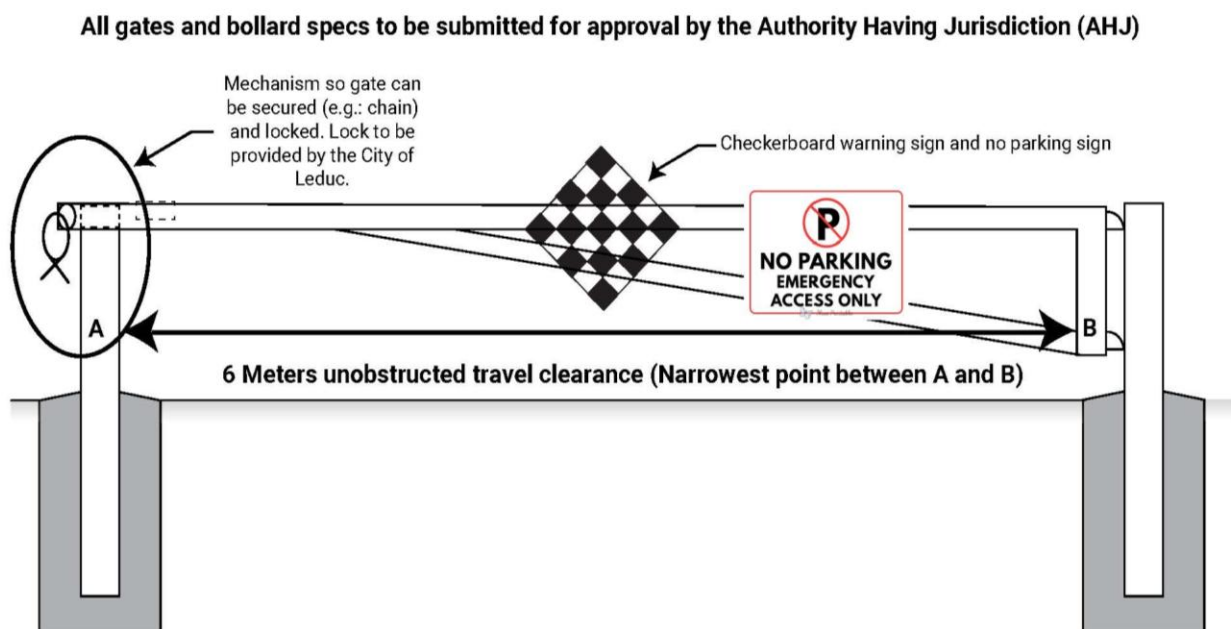 All gates and bollard specs to be submitted for approval by the Authority Having Jurisdiction (AHJ)
Mechanism so gate can
be secured (e.g.: chain)
and locked. Lock to be
provided by the City of
Leduc.
Checkerboard warning sign and no parking sign
P
NO PARKING
EMERGENCY
ACCESS ONLY
A
B
6 Meters unobstructed travel clearance (Narrowest point between A and B)